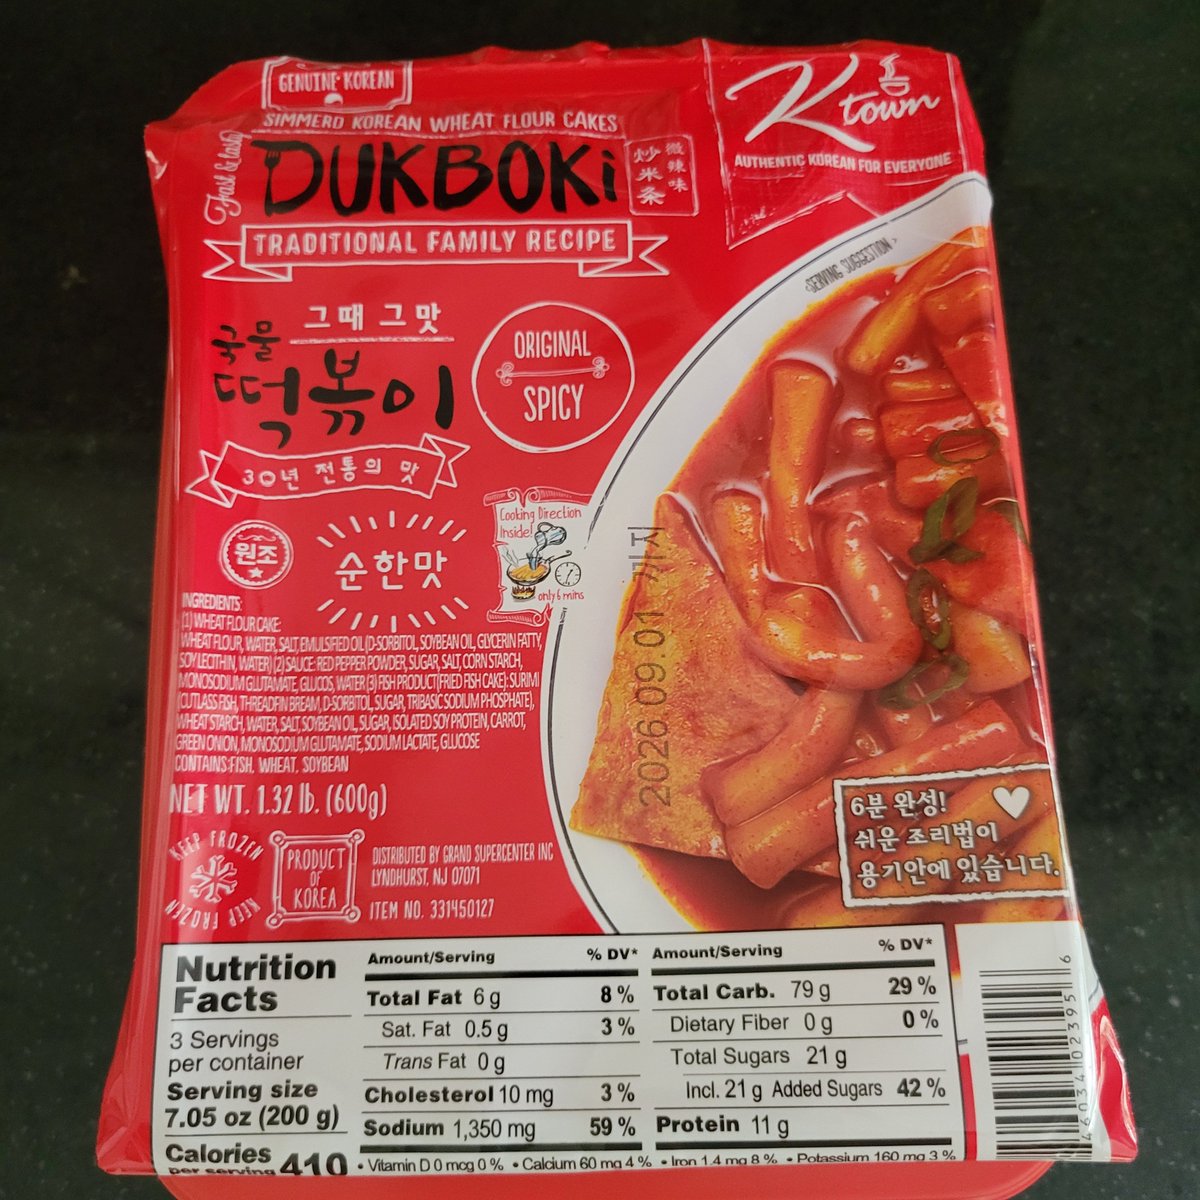 GENUINE KOREAN
SIMMERD KOREAN WHEAT FLOUR CAKES
Fast & tasty
DUKBOKi
炒米条
微辣味
TRADITIONAL FAMILY RECIPE
K town
AUTHENTIC KOREAN FOR EVERYONE
SERVING SUGGESTION
그때 그 맛
국물
떡볶이
30년 전통의 맛
ORIGINAL
SPICY
원조
순한맛
Cooking Direction
Inside!
only 6 mins
INGREDIENTS:
(1) WHEAT FLOUR CAKE:
WHEAT FLOUR, WATER, SALT, EMULSIFIED OIL (D-SORBITOL, SOYBEAN OIL, GLYCERIN FATTY,
SOY LECITHIN, WATER) (2) SAUCE: RED PEPPER POWDER, SUGAR, SALT, CORN STARCH,
MONOSODIUM GLUTAMATE, GLUCOS, WATER (3) FISH PRODUCT(FRIED FISH CAKE): SURIMI
(CUTLASS FISH, THREADFIN BREAM, D-SORBITOL, SUGAR, TRIBASIC SODIUM PHOSPHATE),
WHEAT STARCH, WATER, SALT, SOYBEAN OIL, SUGAR, ISOLATED SOY PROTEIN, CARROT,
GREEN ONION, MONOSODIUM GLUTAMATE, SODIUM LACTATE, GLUCOSE
CONTAINS:FISH, WHEAT, SOYBEAN
NET WT. 1.32 lb. (600g)
2026.09.01 까지
6분 완성!
쉬운 조리법이
용기안에 있습니다.
KEEP FROZEN
KEEP FROZEN
PRODUCT
OF
KOREA
DISTRIBUTED BY GRAND SUPERCENTER INC
LYNDHURST, NJ 07071
ITEM NO. 331450127
Nutrition
Facts
3 Servings
per container
Serving size
7.05 oz (200 g)
Calories
per serving 410
Amount/Serving % DV*
Total Fat 6 g 8 %
Sat. Fat 0.5 g 3 %
Trans Fat 0 g
Cholesterol 10 mg 3 %
Sodium 1,350 mg 59 %
Amount/Serving % DV*
Total Carb. 79 g 29 %
Dietary Fiber 0 g 0 %
Total Sugars 21 g
Incl. 21 g Added Sugars 42 %
Protein 11 g
• Vitamin D 0 mcg 0 % • Calcium 60 mg 4 % • Iron 1.4 mg 8 % • Potassium 160 mg 3 %
46034 02395 6